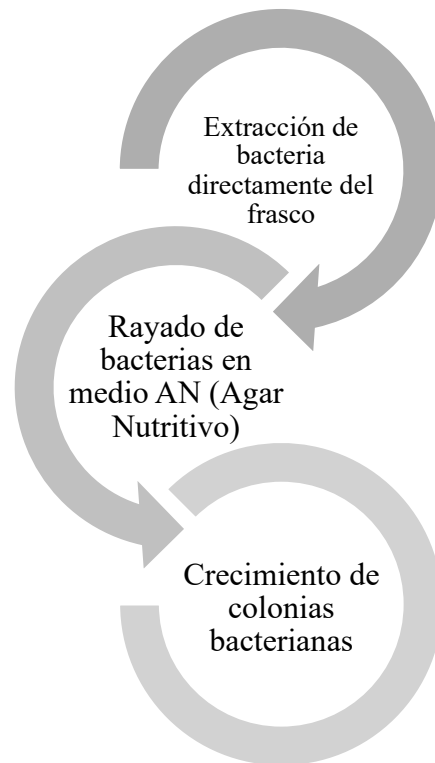 Extracción de
bacteria
directamente del
frasco
Rayado de
bacterias en
medio AN (Agar
Nutritivo)
Crecimiento de
colonias
bacterianas